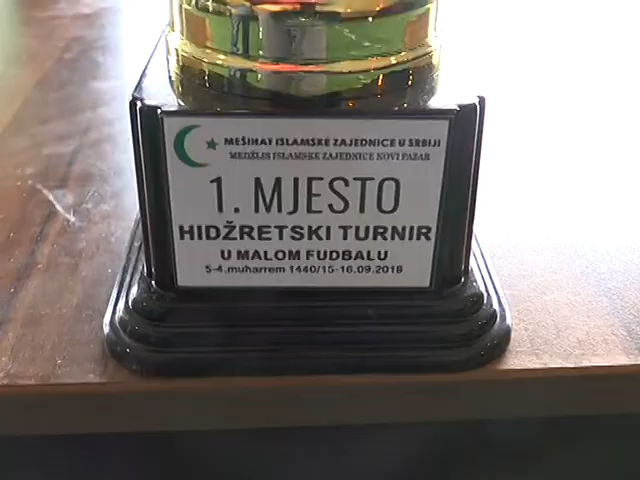 MEŠIHAT ISLAMSKE ZAJEDNICE U SRBIJI
MEDŽLIS ISLAMSKE ZAJEDNICE NOVI PAZAR
1. MJESTO
HIDŽRETSKI TURNIR
U MALOM FUDBALU
5-4.muharrem 1440/15-16.09.2018